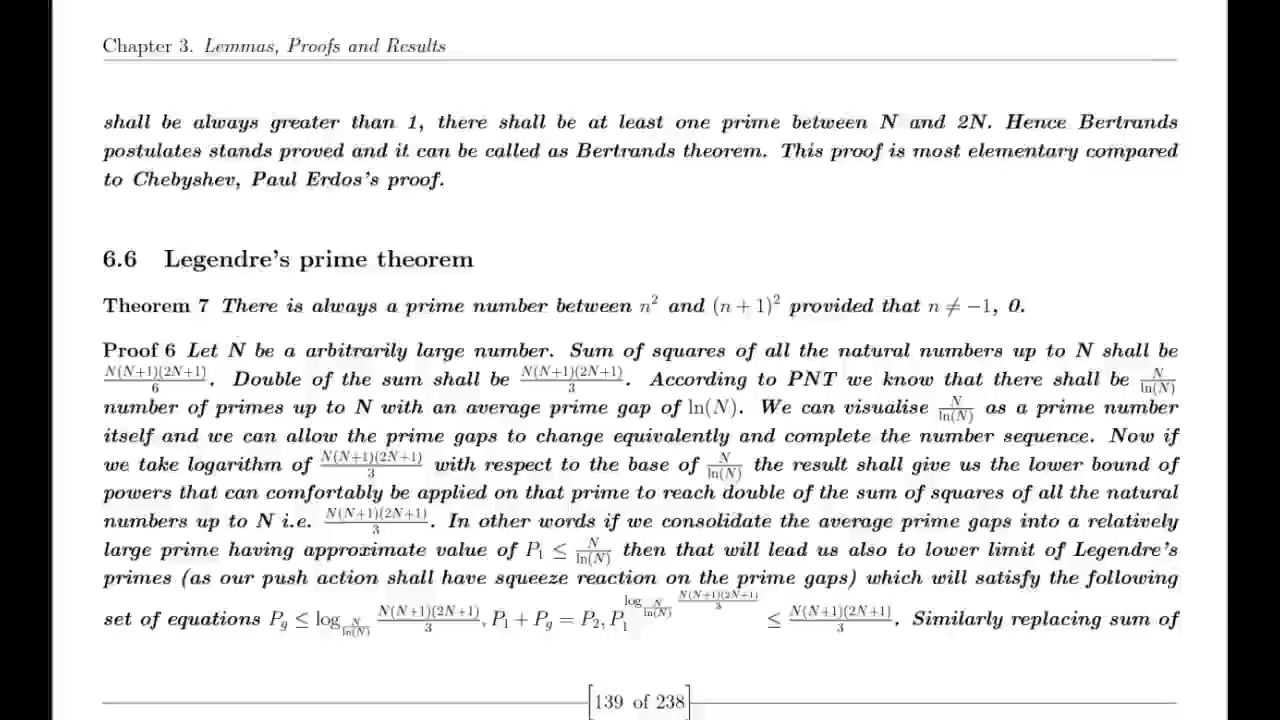 Chapter 3. Lemmas, Proofs and Results
shall be always greater than 1, there shall be at least one prime between N and 2N. Hence Bertrands
postulates stands proved and it can be called as Bertrands theorem. This proof is most elementary compared
to Chebyshev, Paul Erdos's proof.
6.6 Legendre's prime theorem
Theorem 7 There is always a prime number between n² and (n + 1)² provided that n ≠ −1, 0.
Proof 6 Let N be a arbitrarily large number. Sum of squares of all the natural numbers up to N shall be
N(N+1)(2N+1)/6. Double of the sum shall be N(N+1)(2N+1)/3. According to PNT we know that there shall be N/ln(N)
number of primes up to N with an average prime gap of ln(N). We can visualise N/ln(N) as a prime number
itself and we can allow the prime gaps to change equivalently and complete the number sequence. Now if
we take logarithm of N(N+1)(2N+1)/3 with respect to the base of N/ln(N) the result shall give us the lower bound of
powers that can comfortably be applied on that prime to reach double of the sum of squares of all the natural
numbers up to N i.e. N(N+1)(2N+1)/3. In other words if we consolidate the average prime gaps into a relatively
large prime having approximate value of P₁ ≤ N/ln(N) then that will lead us also to lower limit of Legendre's
primes (as our push action shall have squeeze reaction on the prime gaps) which will satisfy the following
set of equations P_g ≤ log_{N/ln(N)} N(N+1)(2N+1)/3, P₁ + P_g = P₂, P₁^{log_{N/ln(N)} N(N+1)(2N+1)/3} ≤ N(N+1)(2N+1)/3. Similarly replacing sum of
139 of 238